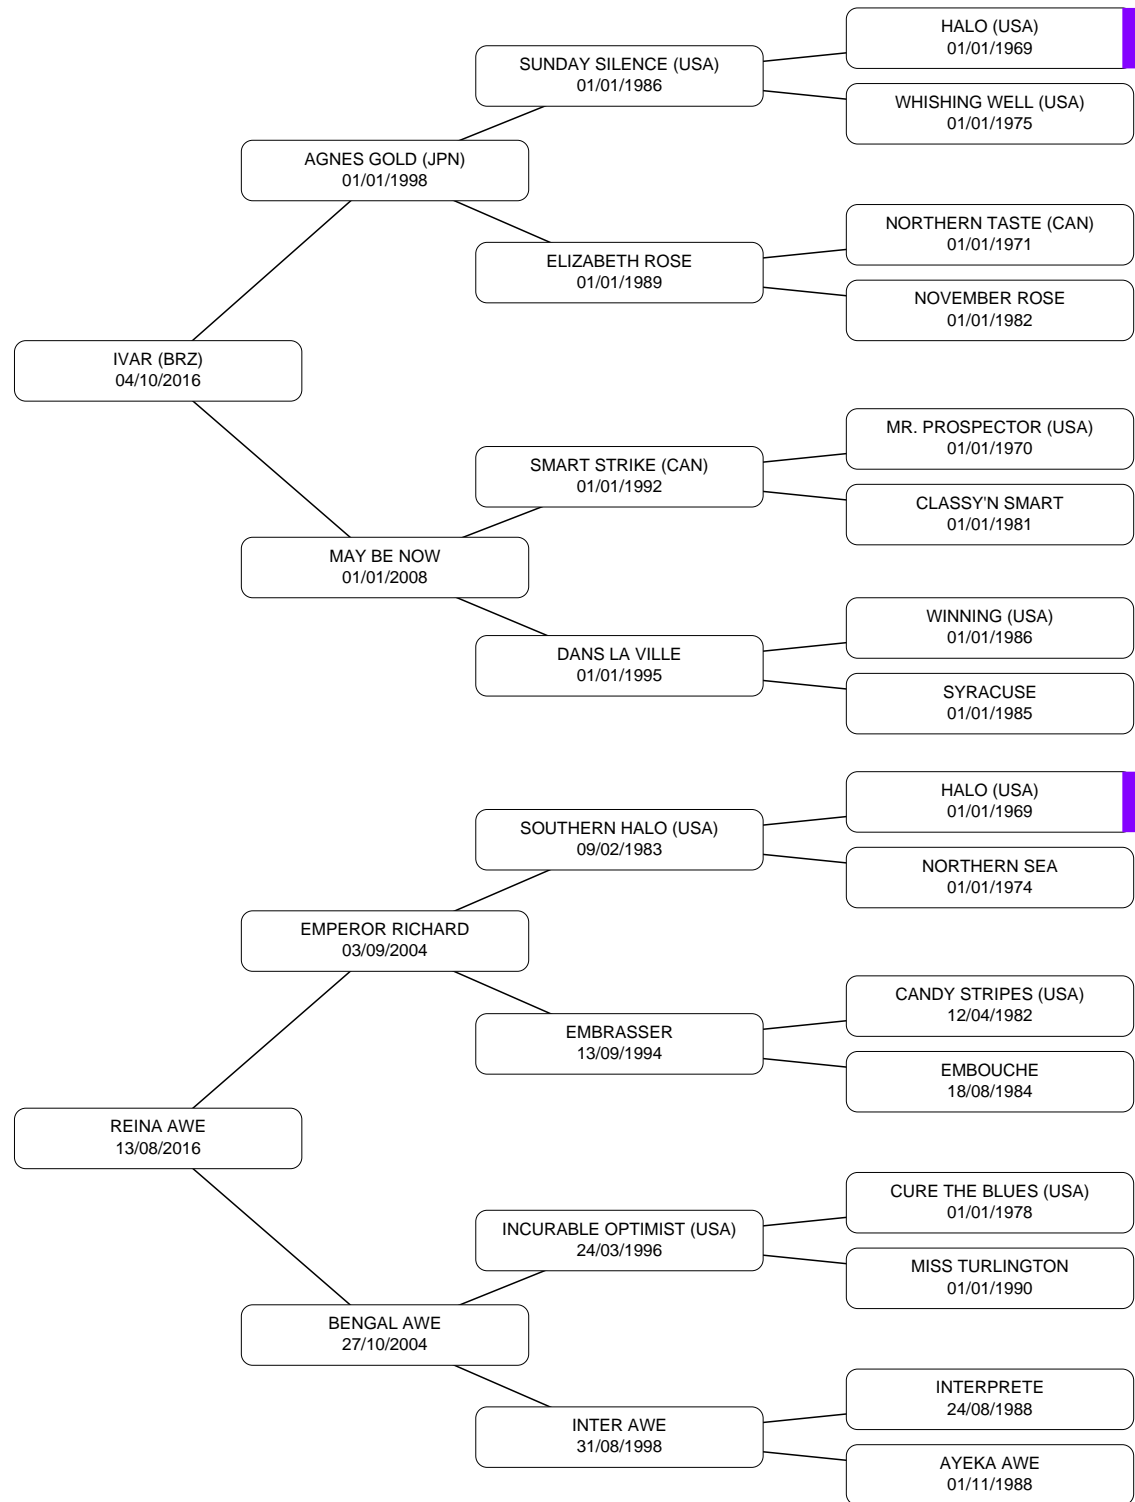 HALO (USA)
01/01/1969
SUNDAY SILENCE (USA)
01/01/1986
WHISHING WELL (USA)
01/01/1975
AGNES GOLD (JPN)
01/01/1998
NORTHERN TASTE (CAN)
01/01/1971
ELIZABETH ROSE
01/01/1989
NOVEMBER ROSE
01/01/1982
IVAR (BRZ)
04/10/2016
MR. PROSPECTOR (USA)
01/01/1970
SMART STRIKE (CAN)
01/01/1992
CLASSY'N SMART
01/01/1981
MAY BE NOW
01/01/2008
WINNING (USA)
01/01/1986
DANS LA VILLE
01/01/1995
SYRACUSE
01/01/1985
HALO (USA)
01/01/1969
SOUTHERN HALO (USA)
09/02/1983
NORTHERN SEA
01/01/1974
EMPEROR RICHARD
03/09/2004
CANDY STRIPES (USA)
12/04/1982
EMBRASSER
13/09/1994
EMBOUCHE
18/08/1984
REINA AWE
13/08/2016
CURE THE BLUES (USA)
01/01/1978
INCURABLE OPTIMIST (USA)
24/03/1996
MISS TURLINGTON
01/01/1990
BENGAL AWE
27/10/2004
INTERPRETE
24/08/1988
INTER AWE
31/08/1998
AYEKA AWE
01/11/1988